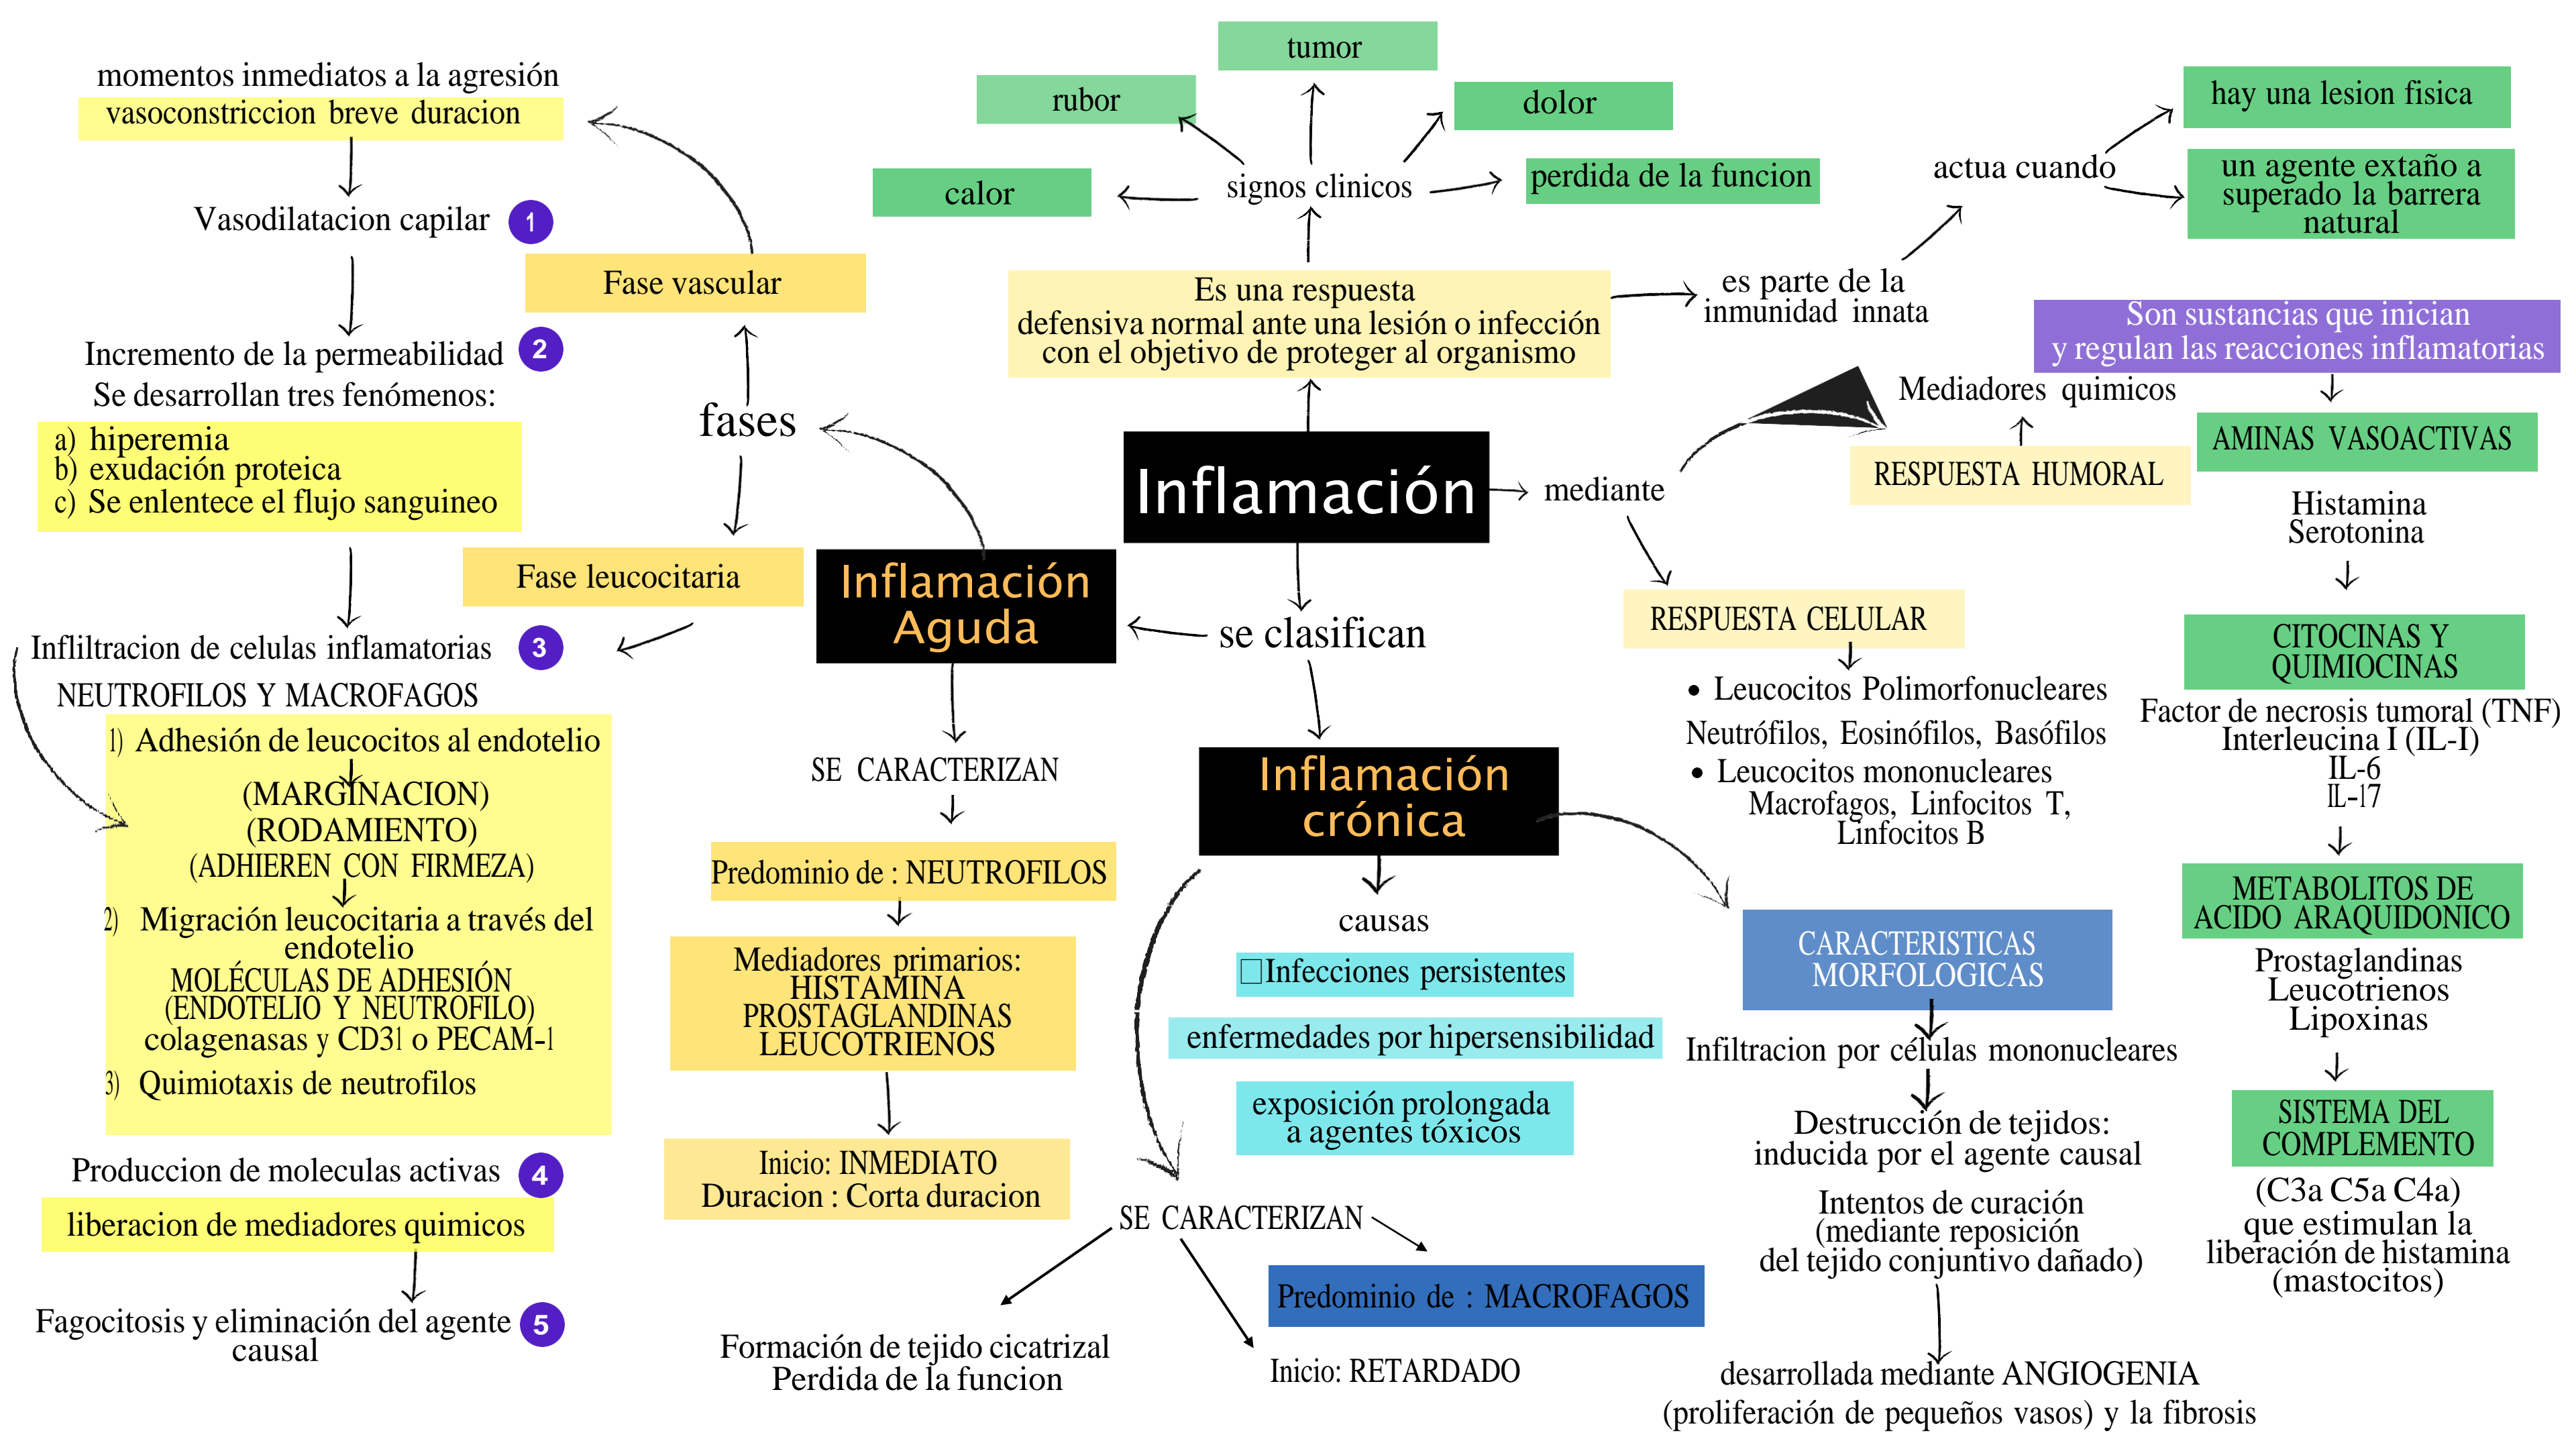 tumor
rubor
dolor
calor
signos clinicos
perdida de la funcion
Es una respuesta
defensiva normal ante una lesión o infección
con el objetivo de proteger al organismo
es parte de la
inmunidad innata
actua cuando
hay una lesion fisica
un agente extaño a
superado la barrera
natural
Inflamación
mediante
RESPUESTA HUMORAL
Mediadores quimicos
Son sustancias que inician
y regulan las reacciones inflamatorias
AMINAS VASOACTIVAS
Histamina
Serotonina
CITOCINAS Y
QUIMIOCINAS
Factor de necrosis tumoral (TNF)
Interleucina I (IL-I)
IL-6
IL-17
METABOLITOS DE
ACIDO ARAQUIDONICO
Prostaglandinas
Leucotrienos
Lipoxinas
SISTEMA DEL
COMPLEMENTO
(C3a C5a C4a)
que estimulan la
liberación de histamina
(mastocitos)
RESPUESTA CELULAR
• Leucocitos Polimorfonucleares
Neutrófilos, Eosinófilos, Basófilos
• Leucocitos mononucleares
Macrofagos, Linfocitos T,
Linfocitos B
se clasifican
Inflamación
Aguda
fases
Fase vascular
momentos inmediatos a la agresión
vasoconstriccion breve duracion
Vasodilatacion capilar 1
Incremento de la permeabilidad 2
Se desarrollan tres fenómenos:
a) hiperemia
b) exudación proteica
c) Se enlentece el flujo sanguineo
Fase leucocitaria
Infliltracion de celulas inflamatorias 3
NEUTROFILOS Y MACROFAGOS
1) Adhesión de leucocitos al endotelio
(MARGINACION)
(RODAMIENTO)
(ADHIEREN CON FIRMEZA)
2) Migración leucocitaria a través del
endotelio
MOLÉCULAS DE ADHESIÓN
(ENDOTELIO Y NEUTROFILO)
colagenasas y CD31 o PECAM-1
3) Quimiotaxis de neutrofilos
Produccion de moleculas activas 4
liberacion de mediadores quimicos
Fagocitosis y eliminación del agente 5
causal
SE CARACTERIZAN
Predominio de : NEUTROFILOS
Mediadores primarios:
HISTAMINA
PROSTAGLANDINAS
LEUCOTRIENOS
Inicio: INMEDIATO
Duracion : Corta duracion
Inflamación
crónica
causas
□Infecciones persistentes
enfermedades por hipersensibilidad
exposición prolongada
a agentes tóxicos
SE CARACTERIZAN
Predominio de : MACROFAGOS
Formación de tejido cicatrizal
Perdida de la funcion
Inicio: RETARDADO
CARACTERISTICAS
MORFOLOGICAS
Infiltracion por células mononucleares
Destrucción de tejidos:
inducida por el agente causal
Intentos de curación
(mediante reposición
del tejido conjuntivo dañado)
desarrollada mediante ANGIOGENIA
(proliferación de pequeños vasos) y la fibrosis